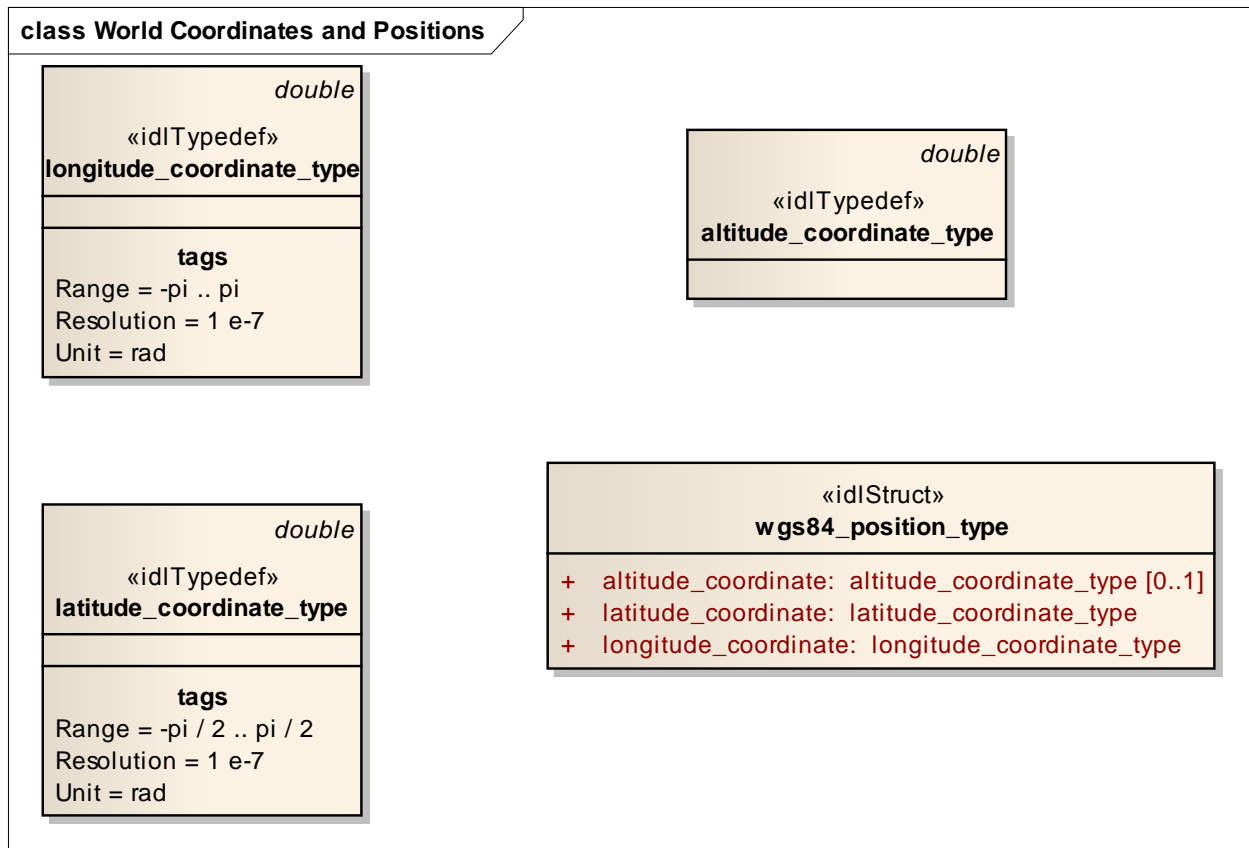 class World Coordinates and Positions
double
«idlTypedef»
longitude_coordinate_type
tags
Range = -pi .. pi
Resolution = 1 e-7
Unit = rad
double
«idlTypedef»
altitude_coordinate_type
double
«idlTypedef»
latitude_coordinate_type
tags
Range = -pi / 2 .. pi / 2
Resolution = 1 e-7
Unit = rad
«idlStruct»
wgs84_position_type
+ altitude_coordinate: altitude_coordinate_type [0..1]
+ latitude_coordinate: latitude_coordinate_type
+ longitude_coordinate: longitude_coordinate_type